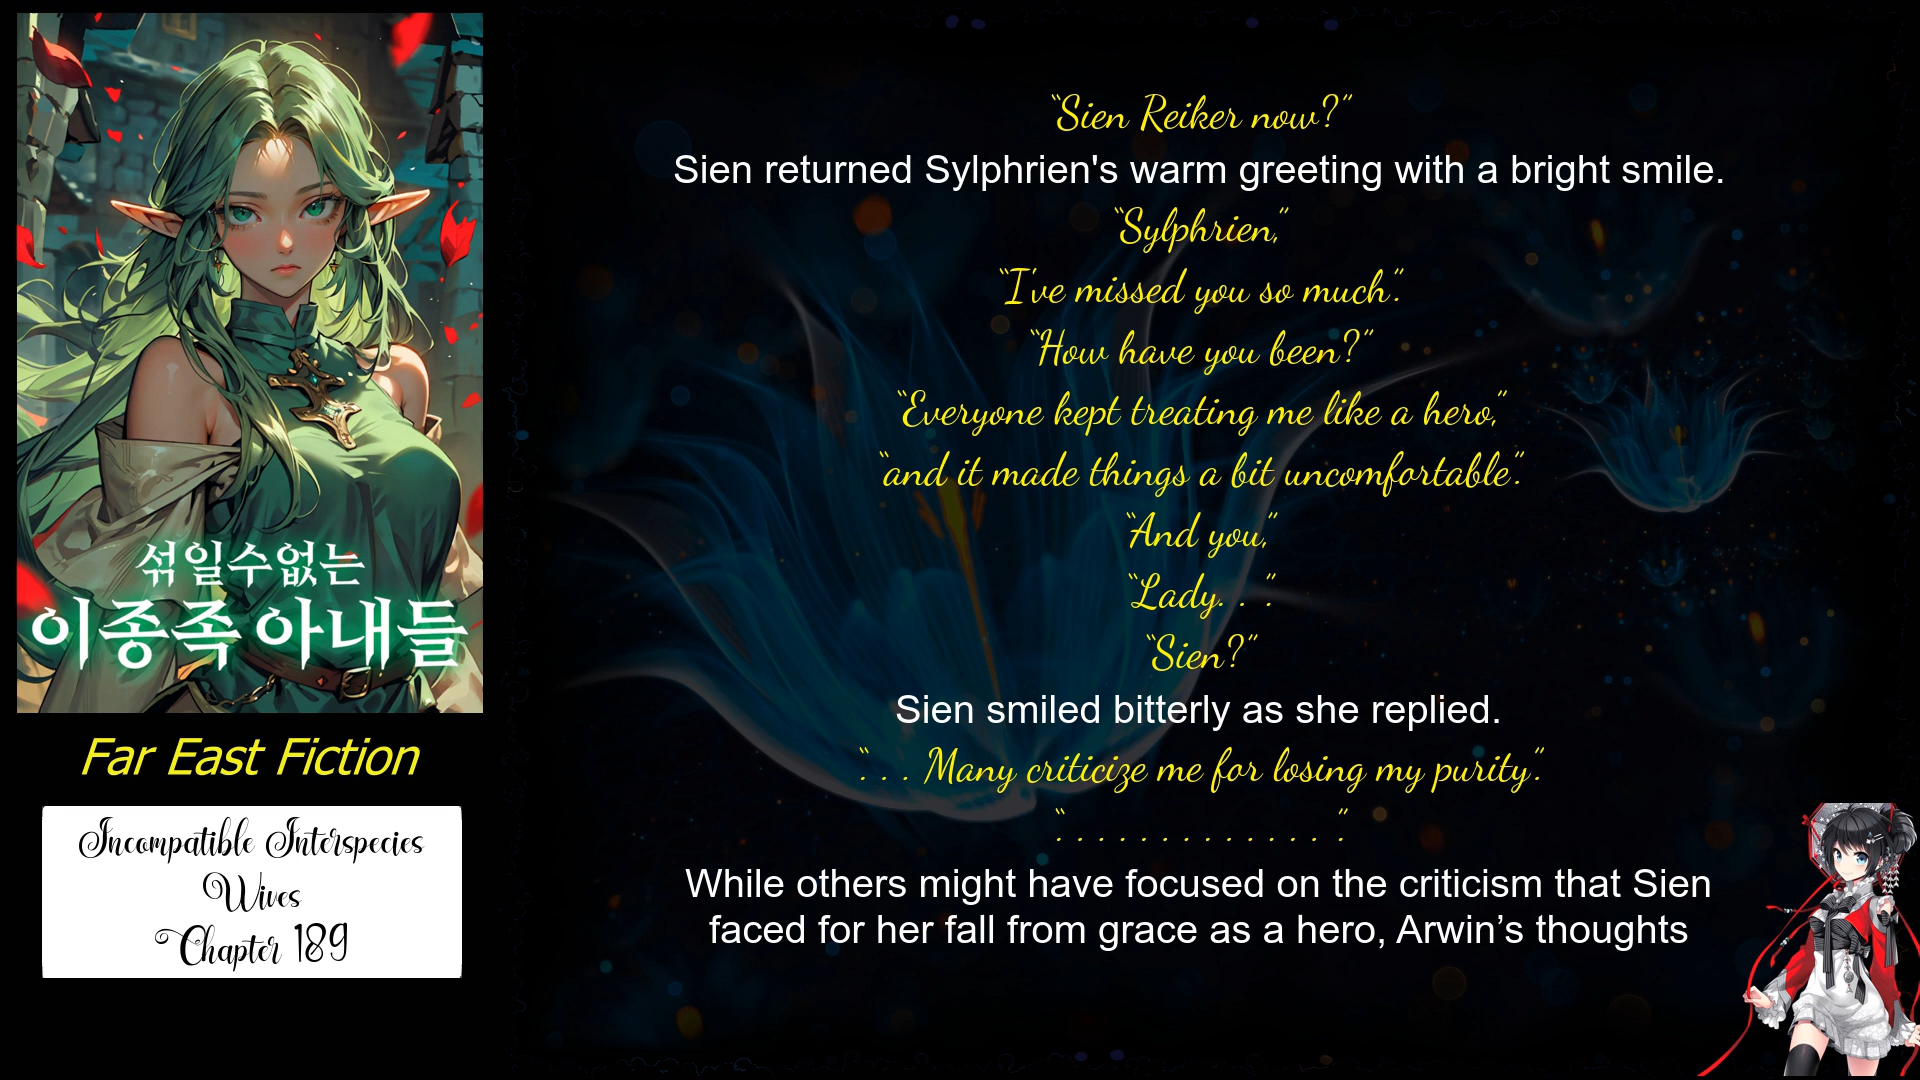 섞일 수 없는
이종족 아내들
Far East Fiction
Incompatible Interspecies
Wives
Chapter 189
“Sien Reiker now?”
Sien returned Sylphrien's warm greeting with a bright smile.
“Sylphrien,”
“I've missed you so much”.
“How have you been?”
“Everyone kept treating me like a hero,”
“and it made things a bit uncomfortable”.
“And you,”
“Lady. . .”
“Sien?”
Sien smiled bitterly as she replied.
“. . . Many criticize me for losing my purity”.
“. . . . . . . . . . . . . .”
While others might have focused on the criticism that Sien
faced for her fall from grace as a hero, Arwin’s thoughts